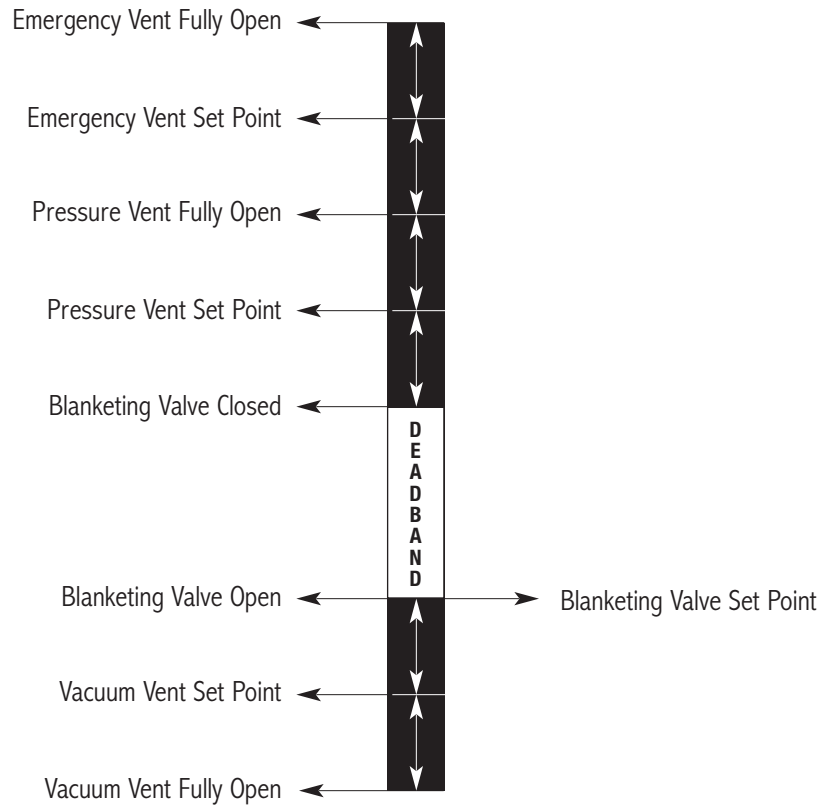 Emergency Vent Fully Open
Emergency Vent Set Point
Pressure Vent Fully Open
Pressure Vent Set Point
Blanketing Valve Closed
DEADBAND
Blanketing Valve Open
Blanketing Valve Set Point
Vacuum Vent Set Point
Vacuum Vent Fully Open